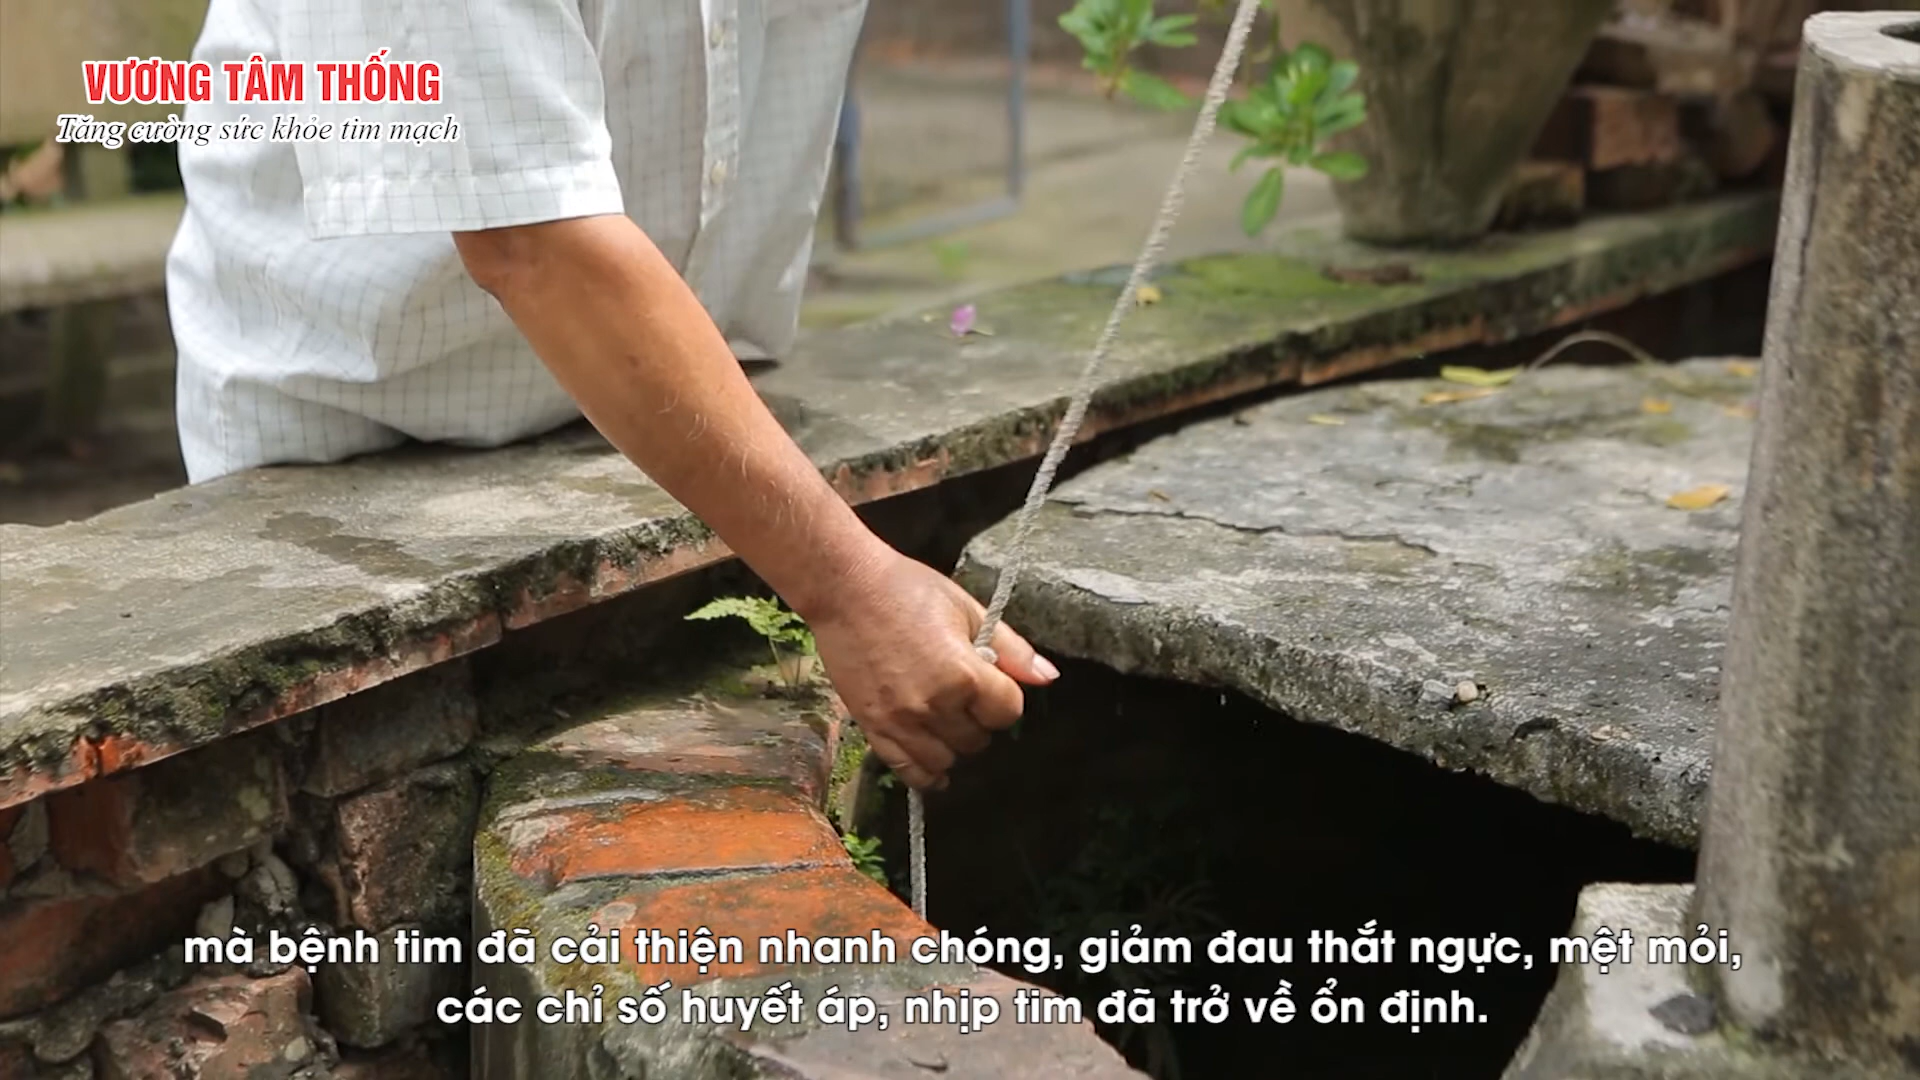 VƯƠNG TÂM THỐNG
Tăng cường sức khỏe tim mạch
mà bệnh tim đã cải thiện nhanh chóng, giảm đau thắt ngực, mệt mỏi,
các chỉ số huyết áp, nhịp tim đã trở về ổn định.